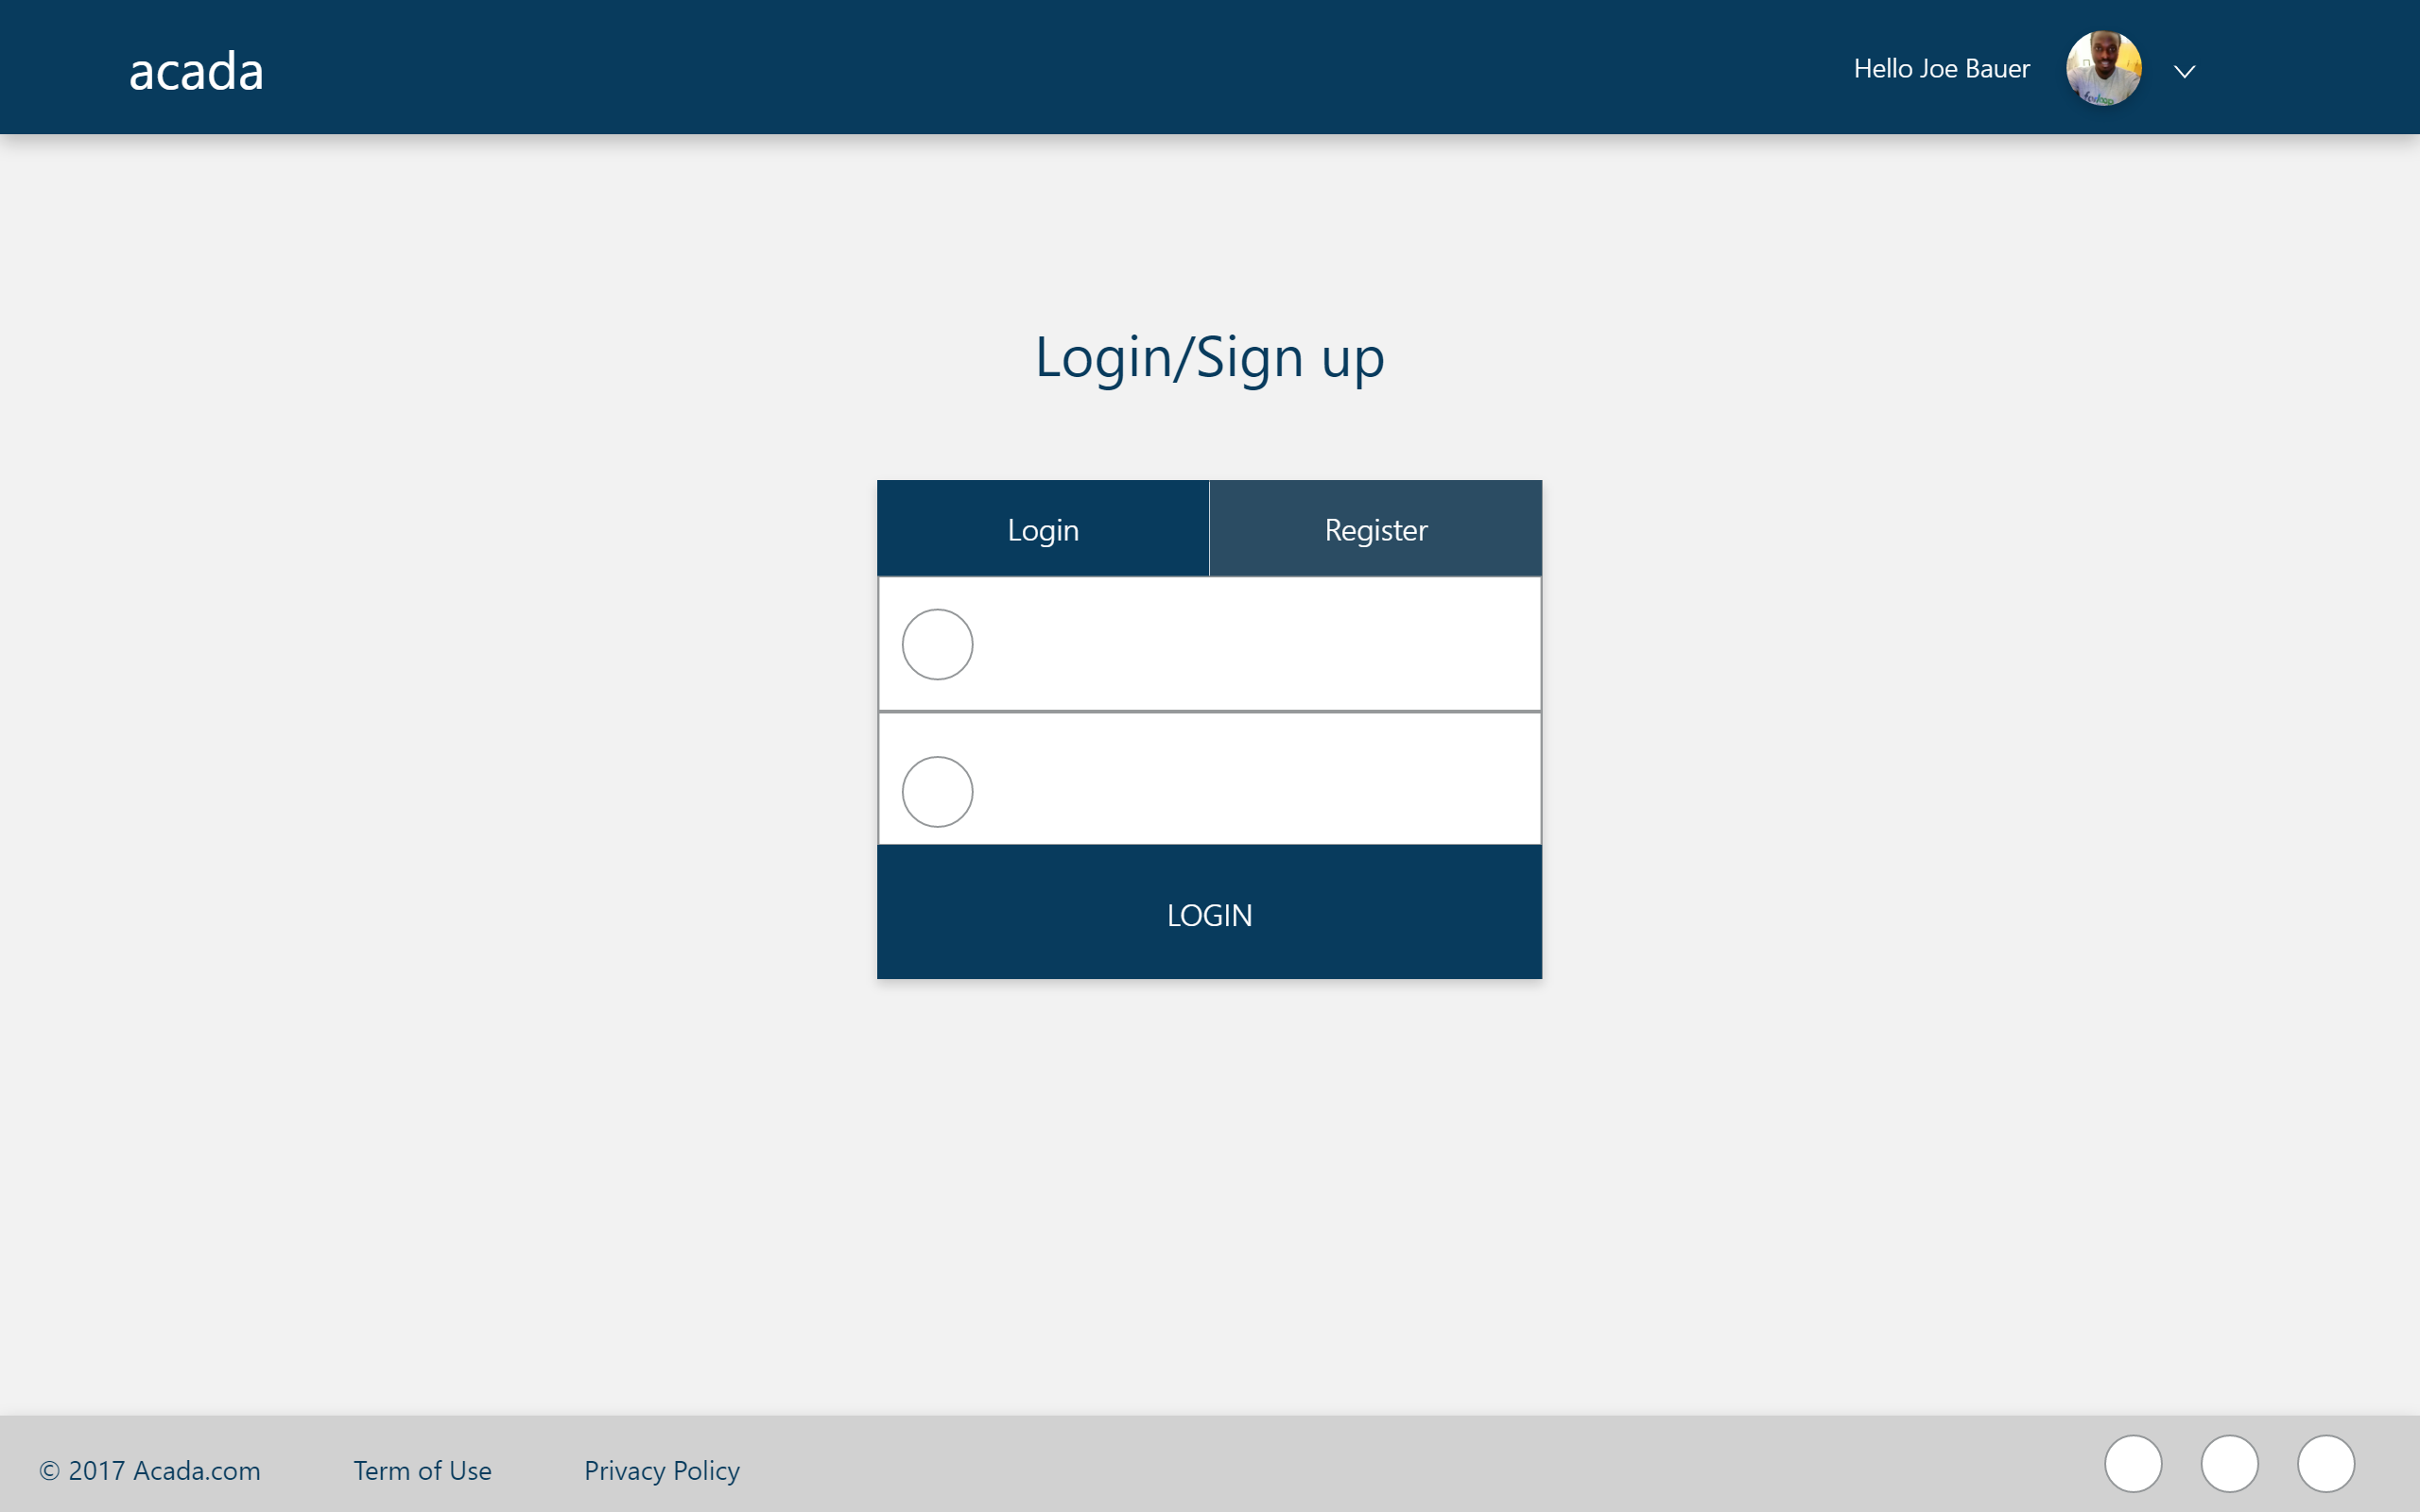 acada
Hello Joe Bauer
Login/Sign up
Login
Register
LOGIN
© 2017 Acada.com
Term of Use
Privacy Policy